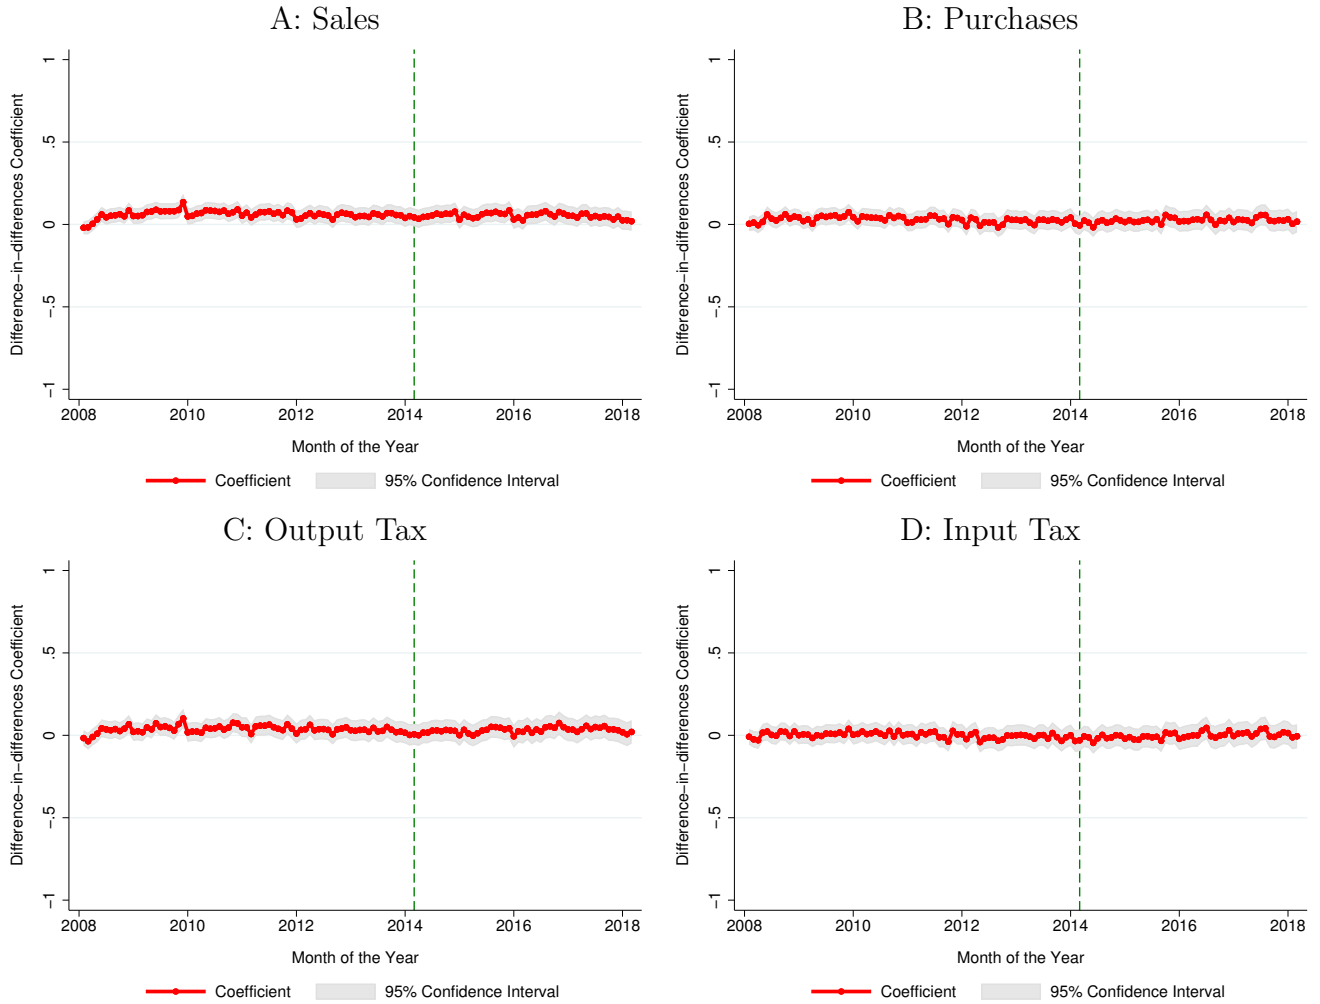 A: Sales
Difference-in-differences Coefficient
1
.5
0
-.5
-1
2008 2010 2012 2014 2016 2018
Month of the Year
Coefficient 95% Confidence Interval
B: Purchases
Difference-in-differences Coefficient
1
.5
0
-.5
-1
2008 2010 2012 2014 2016 2018
Month of the Year
Coefficient 95% Confidence Interval
C: Output Tax
Difference-in-differences Coefficient
1
.5
0
-.5
-1
2008 2010 2012 2014 2016 2018
Month of the Year
Coefficient 95% Confidence Interval
D: Input Tax
Difference-in-differences Coefficient
1
.5
0
-.5
-1
2008 2010 2012 2014 2016 2018
Month of the Year
Coefficient 95% Confidence Interval